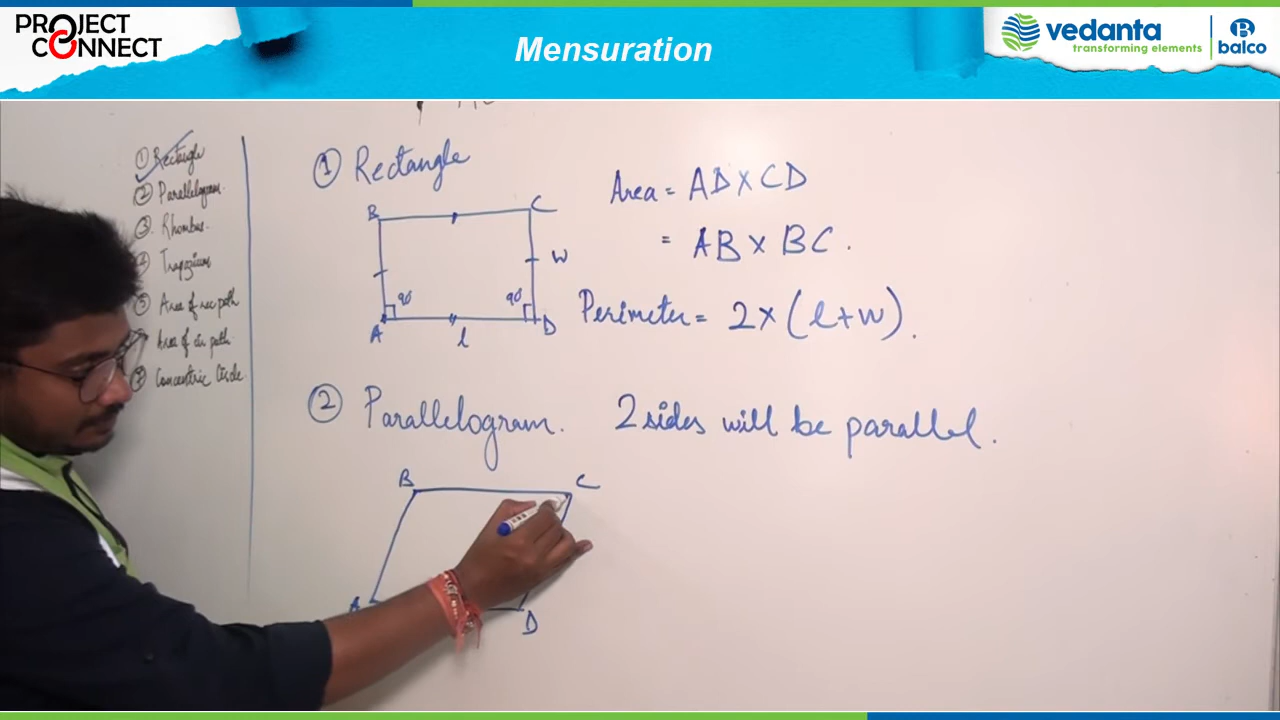 PROJECT
CONNECT
Mensuration
vedanta
transforming elements
balco
① Rectangle
② Parallelogram.
③. Rhombus.
④ Trapzium
⑤ Area of rec path
Area of cir path
⑦ Concentric Circle.
① Rectangle
B C
W
90° 90°
A l D
Area = AD X CD
= AB X BC.
Perimeter = 2 x (l+w).
② Parallelogram. 2 sides will be parallel.
B C
A D